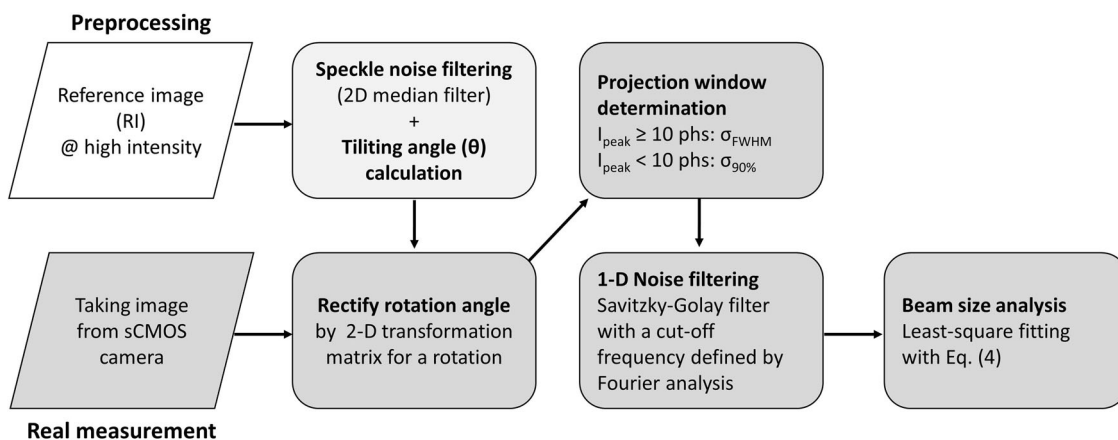 Preprocessing
Reference image
(RI)
@ high intensity
Speckle noise filtering
(2D median filter)
+
Tiliting angle (θ)
calculation
Projection window
determination
I_peak ≥ 10 phs: σ_FWHM
I_peak < 10 phs: σ_90%
Taking image
from sCMOS
camera
Rectify rotation angle
by 2-D transformation
matrix for a rotation
1-D Noise filtering
Savitzky-Golay filter
with a cut-off
frequency defined by
Fourier analysis
Beam size analysis
Least-square fitting
with Eq. (4)
Real measurement